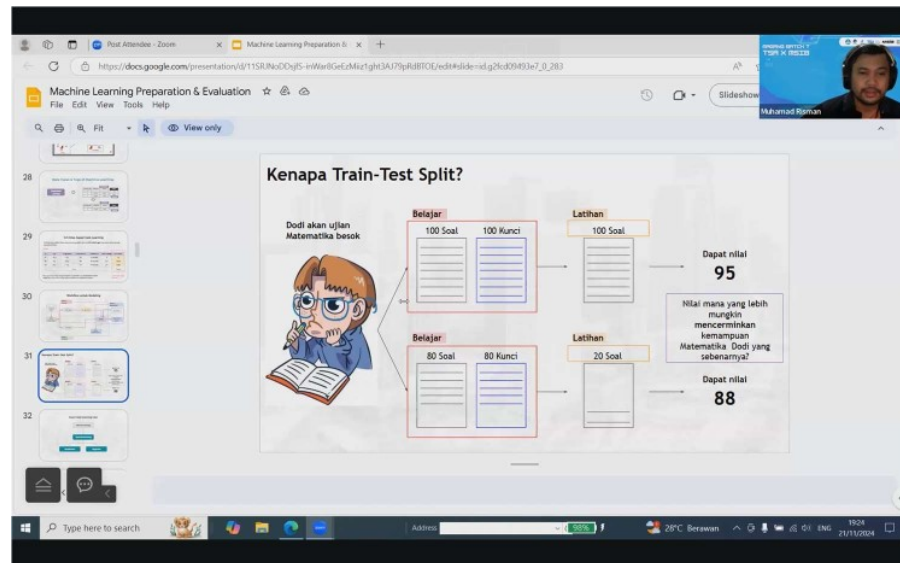 Post Attendee - Zoom
Machine Learning Preparation &
Machine Learning Preparation & Evaluation
File Edit View Tools Help
Slideshow
Fit
View only
Muhamad Risman
28
29
30
31
32
Kenapa Train-Test Split?
Dodi akan ujian
Matematika besok
Belajar
100 Soal 100 Kunci
Latihan
100 Soal
Dapat nilai
95
Nilai mana yang lebih
mungkin
mencerminkan
kemampuan
Matematika Dodi yang
sebenarnya?
Belajar
80 Soal 80 Kunci
Latihan
20 Soal
Dapat nilai
88
Type here to search
Address
98%
28°C Berawan
ENG
19:24
21/11/2024